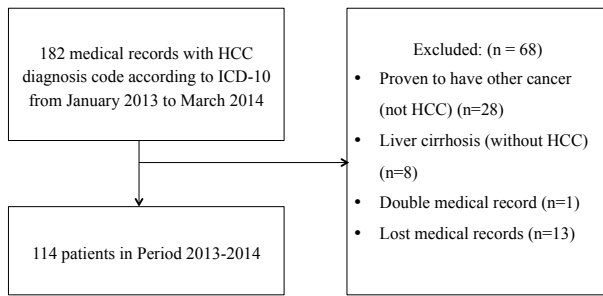 182 medical records with HCC
diagnosis code according to ICD-10
from January 2013 to March 2014
Excluded: (n = 68)
• Proven to have other cancer
(not HCC) (n=28)
• Liver cirrhosis (without HCC)
(n=8)
• Double medical record (n=1)
• Lost medical records (n=13)
114 patients in Period 2013-2014